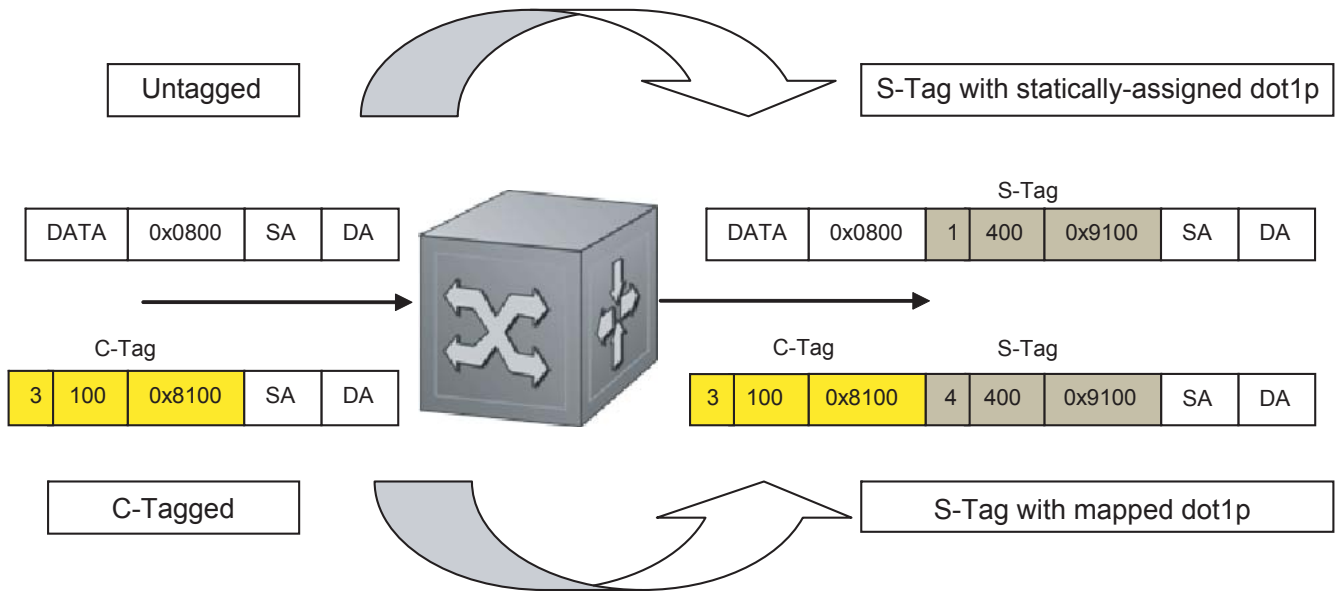 Untagged
S-Tag with statically-assigned dot1p
S-Tag
DATA 0x0800 SA DA
DATA 0x0800 1 400 0x9100 SA DA
C-Tag
C-Tag S-Tag
3 100 0x8100 SA DA
3 100 0x8100 4 400 0x9100 SA DA
C-Tagged
S-Tag with mapped dot1p